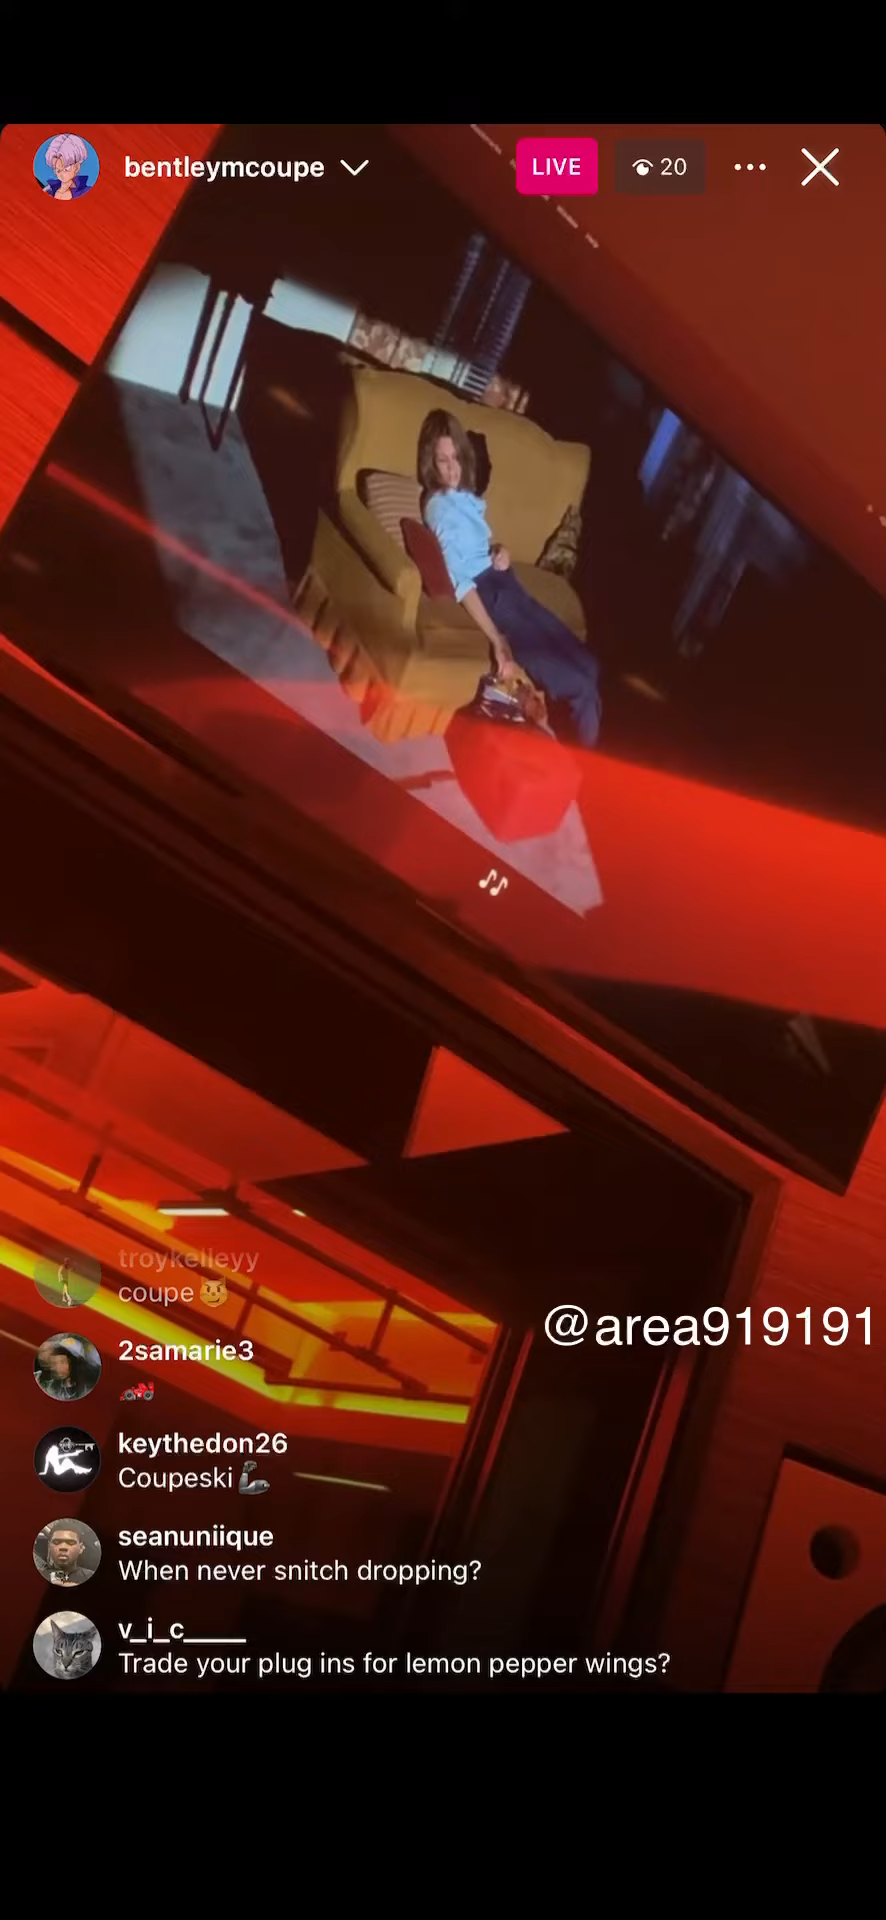 bentleymcoupe
LIVE
20
troykelleyy
coupe😈
@area919191
2samarie3
🏎️
keythedon26
Coupeski🦾
seanuniique
When never snitch dropping?
v_i_c_____
Trade your plug ins for lemon pepper wings?